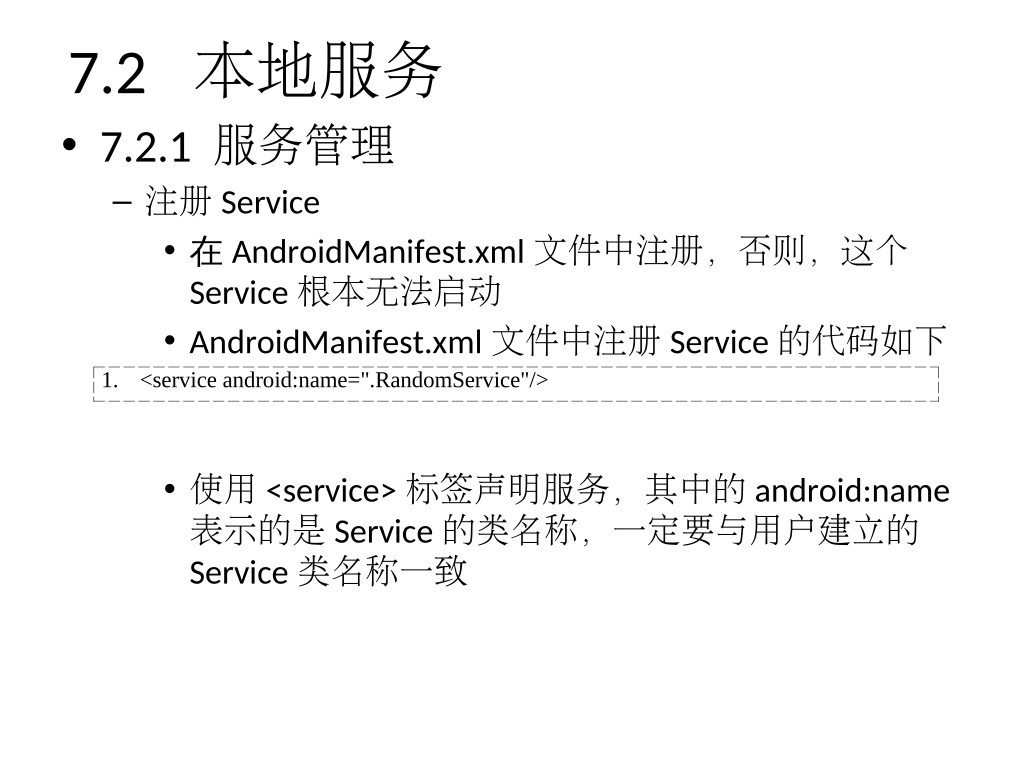 7.2 本地服务
• 7.2.1 服务管理
– 注册 Service
• 在 AndroidManifest.xml 文件中注册，否则，这个
Service 根本无法启动
• AndroidManifest.xml 文件中注册 Service 的代码如下
1. <service android:name=".RandomService"/>
• 使用 <service> 标签声明服务，其中的 android:name
表示的是 Service 的类名称，一定要与用户建立的
Service 类名称一致